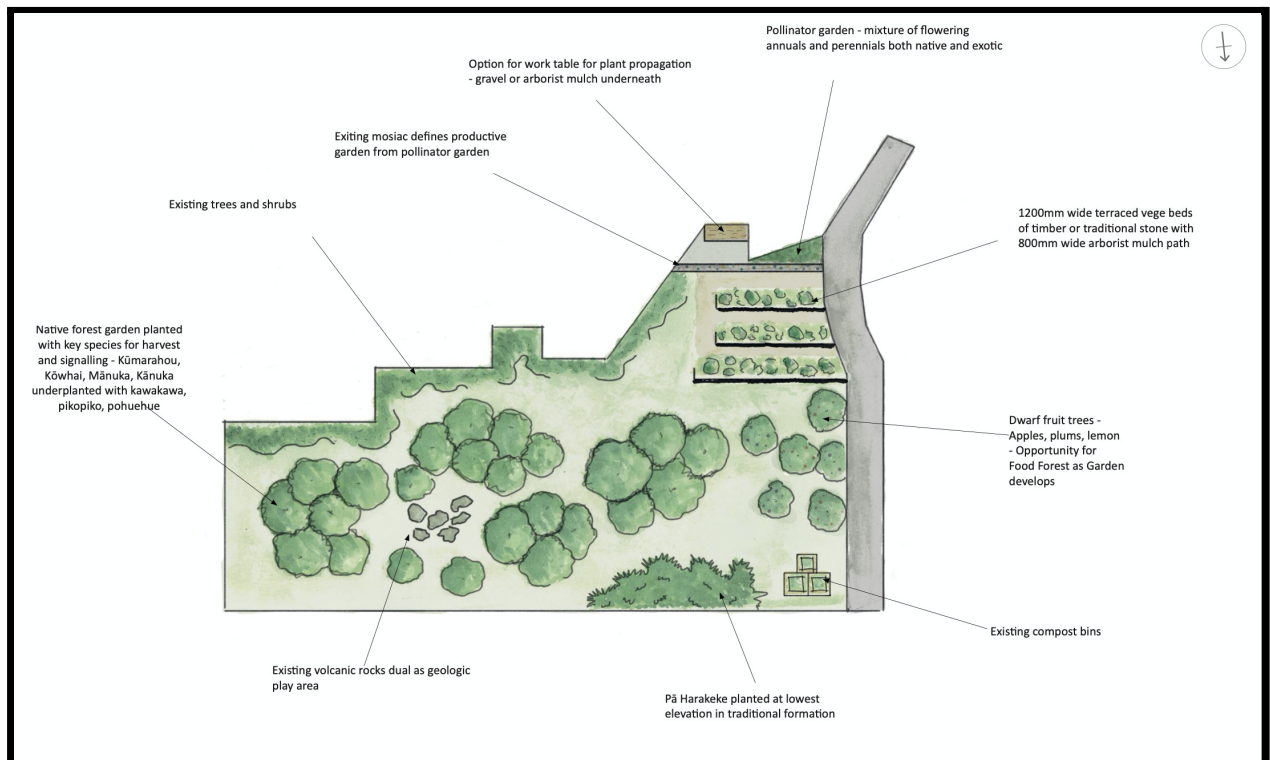 Pollinator garden - mixture of flowering
annuals and perennials both native and exotic
Option for work table for plant propagation
- gravel or arborist mulch underneath
Exiting mosiac defines productive
garden from pollinator garden
Existing trees and shrubs
1200mm wide terraced vege beds
of timber or traditional stone with
800mm wide arborist mulch path
Native forest garden planted
with key species for harvest
and signalling - Kūmarahou,
Kōwhai, Mānuka, Kānuka
underplanted with kawakawa,
pikopiko, pohuehue
Dwarf fruit trees -
Apples, plums, lemon
- Opportunity for
Food Forest as Garden
develops
Existing compost bins
Existing volcanic rocks dual as geologic
play area
Pā Harakeke planted at lowest
elevation in traditional formation